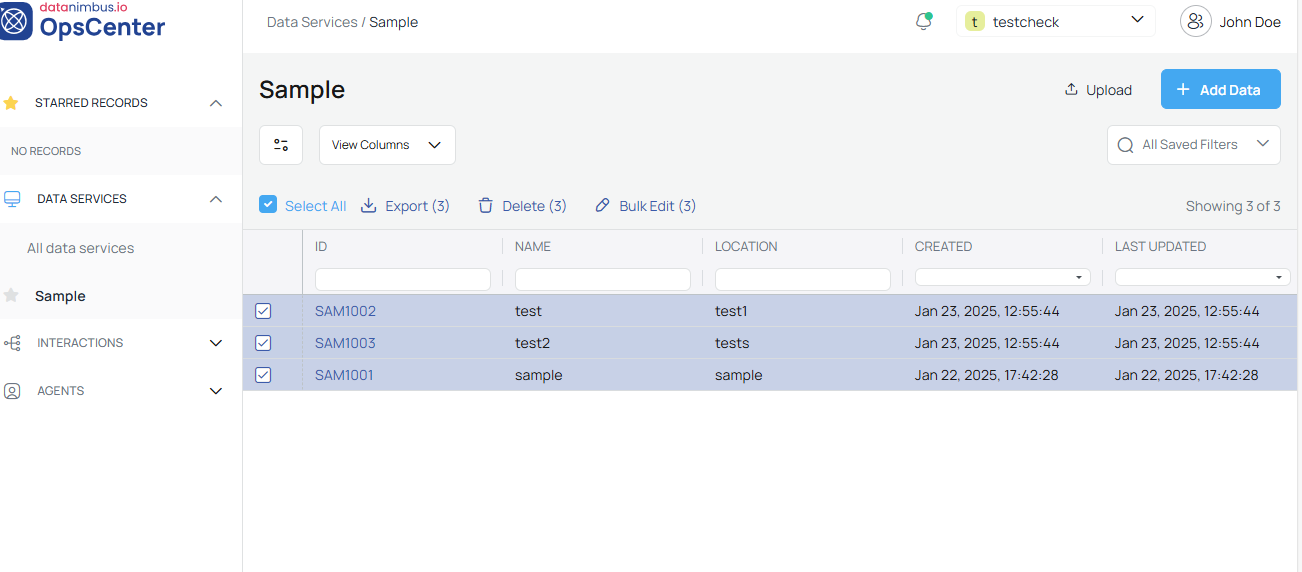 datanimbus.io
OpsCenter
Data Services / Sample
t testcheck
John Doe
STARRED RECORDS
NO RECORDS
DATA SERVICES
All data services
Sample
INTERACTIONS
AGENTS
Sample
Upload
+ Add Data
View Columns
All Saved Filters
Select All Export (3) Delete (3) Bulk Edit (3) Showing 3 of 3
ID NAME LOCATION CREATED LAST UPDATED
SAM1002 test test1 Jan 23, 2025, 12:55:44 Jan 23, 2025, 12:55:44
SAM1003 test2 tests Jan 23, 2025, 12:55:44 Jan 23, 2025, 12:55:44
SAM1001 sample sample Jan 22, 2025, 17:42:28 Jan 22, 2025, 17:42:28